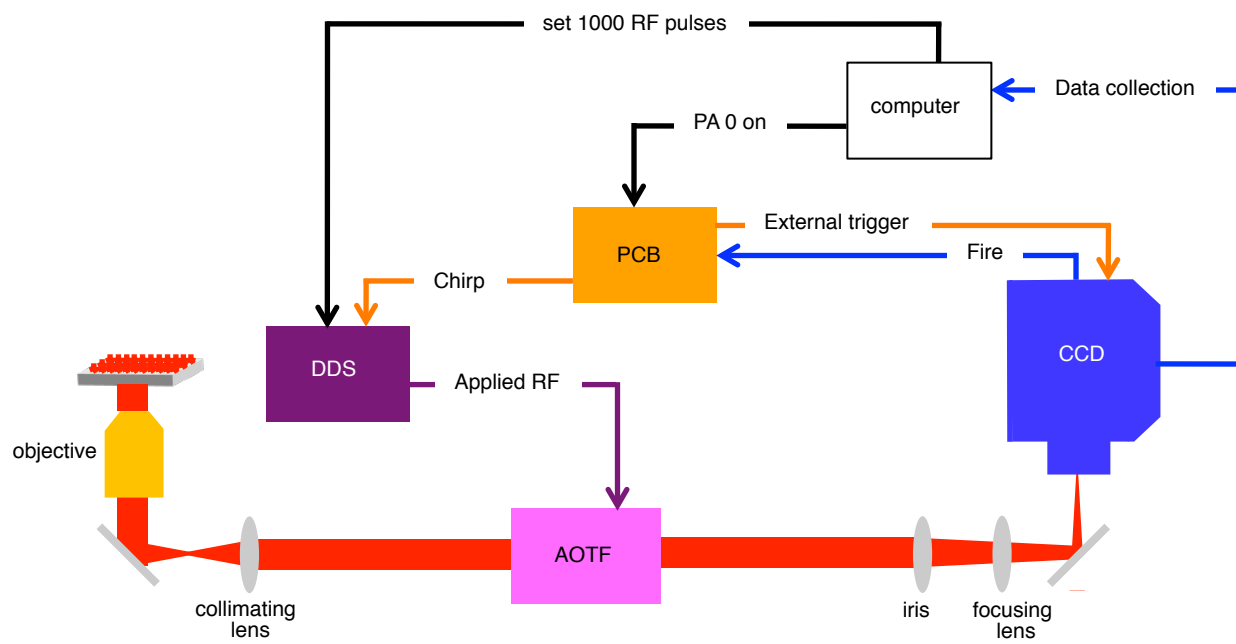 set 1000 RF pulses
computer
Data collection
PA 0 on
External trigger
PCB
Fire
Chirp
DDS
CCD
Applied RF
objective
AOTF
collimating
lens
iris
focusing
lens